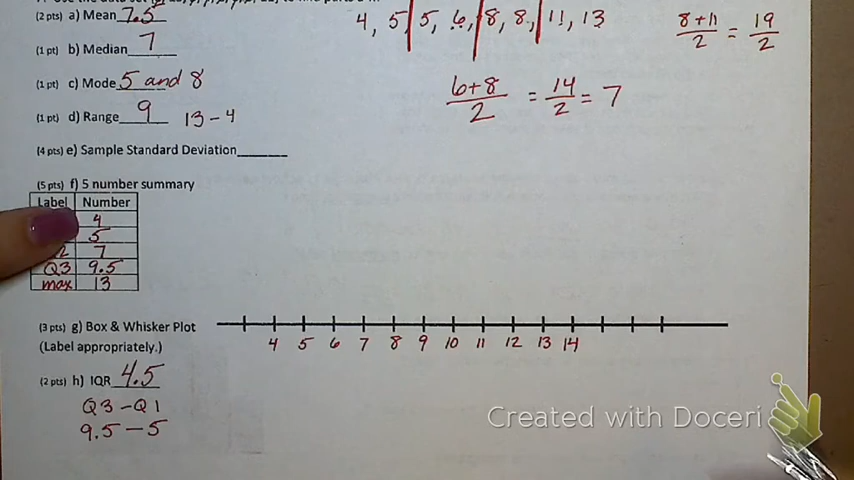 (2 pts) a) Mean 7.5
4, 5, 5, 6, 8, 8, 11, 13
8+11/2 = 19/2
(1 pt) b) Median 7
(1 pt) c) Mode 5 and 8
6+8/2 = 14/2 = 7
(1 pt) d) Range 9 13-4
(4 pts) e) Sample Standard Deviation
(5 pts) f) 5 number summary
Label Number
4
5
7
Q3 9.5
max 13
(3 pts) g) Box & Whisker Plot
(Label appropriately.)
4 5 6 7 8 9 10 11 12 13 14
(2 pts) h) IQR 4.5
Q3 - Q1
9.5 - 5
Created with Doceri